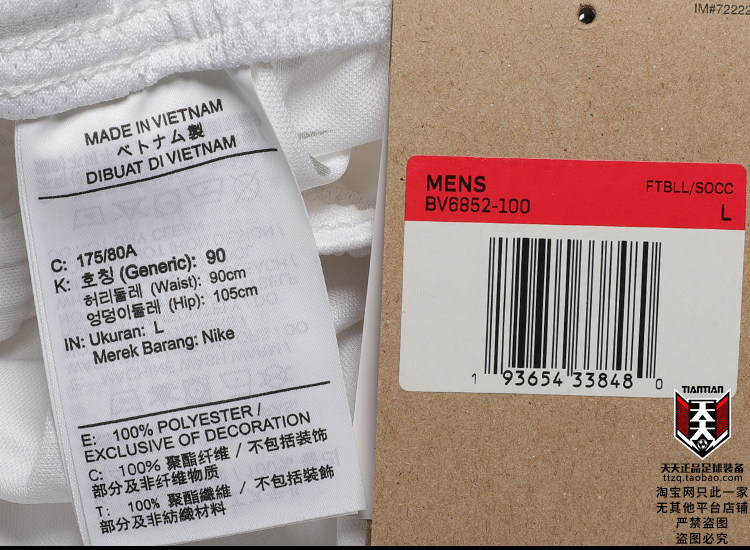 MADE IN VIETNAM
ベトナム製
DIBUAT DI VIETNAM
C: 175/80A
K: 호칭 (Generic): 90
허리둘레 (Waist): 90cm
엉덩이둘레 (Hip): 105cm
IN: Ukuran: L
Merek Barang: Nike
E: 100% POLYESTER /
EXCLUSIVE OF DECORATION
C: 100% 聚酯纤维 / 不包括装饰
部分及非纤维物质
T: 100% 聚酯纖維 / 不包括裝飾
部分及非紡織材料
IM#72222
MENS
FTBLL/SOCC
BV6852-100
L
1 93654 33848 0
TIANTIAN
天天
天天正品足球装备
ttzq.taobao.com
淘宝网只此一家
无其他平台店铺
严禁盗图
盗图必究